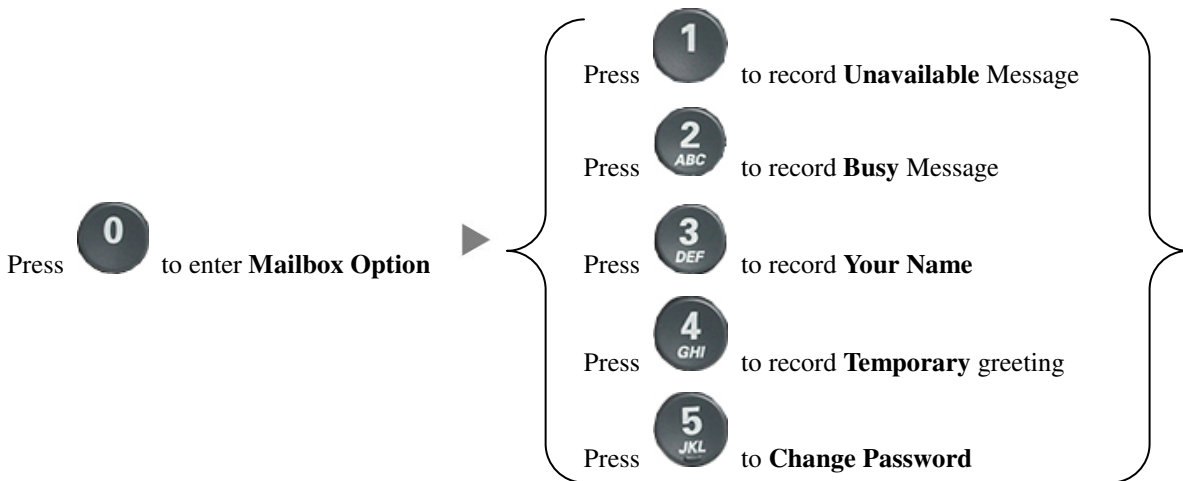 Press 0 to enter Mailbox Option
Press 1 to record Unavailable Message
Press 2 ABC to record Busy Message
Press 3 DEF to record Your Name
Press 4 GHI to record Temporary greeting
Press 5 JKL to Change Password